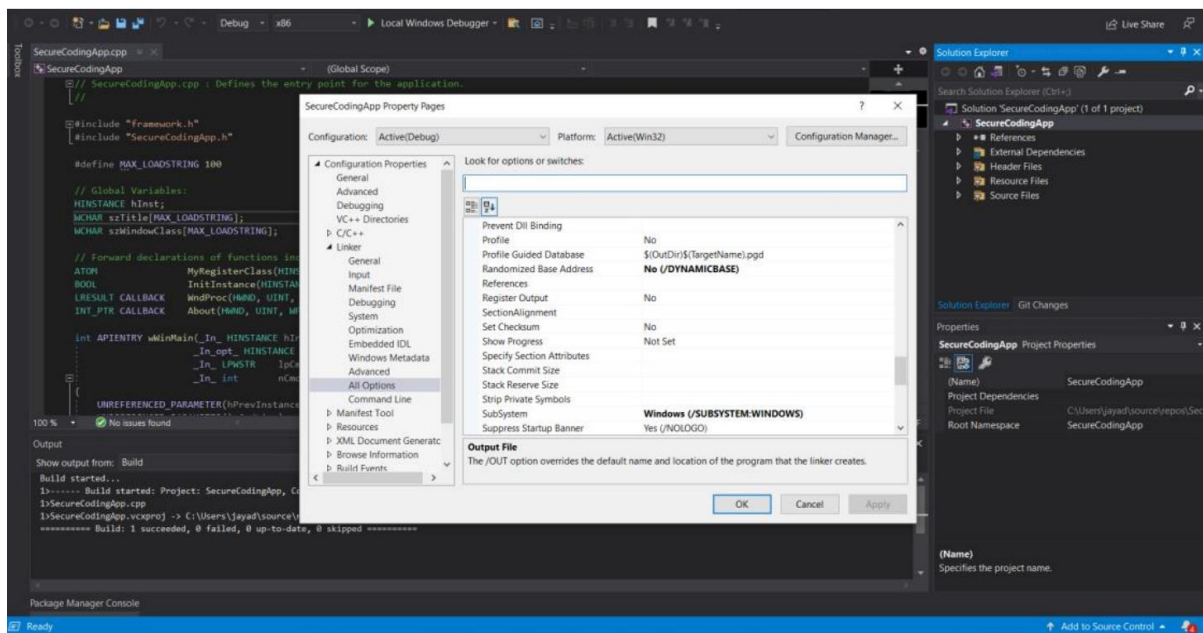 Debug
x86
Local Windows Debugger
Live Share
Toolbox
SecureCodingApp.cpp
SecureCodingApp
(Global Scope)
// SecureCodingApp.cpp : Defines the entry point for the application.
//
#include "framework.h"
#include "SecureCodingApp.h"
#define MAX_LOADSTRING 100
// Global Variables:
HINSTANCE hInst;
WCHAR szTitle[MAX_LOADSTRING];
WCHAR szWindowClass[MAX_LOADSTRING];
// Forward declarations of functions inc
ATOM MyRegisterClass(HINS
BOOL InitInstance(HINSTAN
LRESULT CALLBACK WndProc(HWND, UINT,
INT_PTR CALLBACK About(HWND, UINT, WP
int APIENTRY wWinMain(_In_ HINSTANCE hIn
_In_opt_ HINSTANCE
_In_ LPWSTR lpCm
_In_ int nCmd
{
UNREFERENCED_PARAMETER(hPrevInstance
100 %
No issues found
SecureCodingApp Property Pages
? ×
Configuration: Active(Debug)
Platform: Active(Win32)
Configuration Manager...
Configuration Properties
General
Advanced
Debugging
VC++ Directories
C/C++
Linker
General
Input
Manifest File
Debugging
System
Optimization
Embedded IDL
Windows Metadata
Advanced
All Options
Command Line
Manifest Tool
Resources
XML Document Generatc
Browse Information
Build Events
Look for options or switches:
Prevent Dll Binding
Profile No
Profile Guided Database $(OutDir)$(TargetName).pgd
Randomized Base Address No (/DYNAMICBASE)
References
Register Output No
SectionAlignment
Set Checksum No
Show Progress Not Set
Specify Section Attributes
Stack Commit Size
Stack Reserve Size
Strip Private Symbols
SubSystem Windows (/SUBSYSTEM:WINDOWS)
Suppress Startup Banner Yes (/NOLOGO)
Output File
The /OUT option overrides the default name and location of the program that the linker creates.
OK
Cancel
Apply
Output
Show output from: Build
Build started...
1>------ Build started: Project: SecureCodingApp, Co
1>SecureCodingApp.cpp
1>SecureCodingApp.vcxproj -> C:\Users\jayad\source\
========== Build: 1 succeeded, 0 failed, 0 up-to-date, 0 skipped ==========
Package Manager Console
Solution Explorer
Search Solution Explorer (Ctrl+;)
Solution 'SecureCodingApp' (1 of 1 project)
SecureCodingApp
References
External Dependencies
Header Files
Resource Files
Source Files
Solution Explorer Git Changes
Properties
SecureCodingApp Project Properties
(Name) SecureCodingApp
Project Dependencies
Project File C:\Users\jayad\source\repos\Sec
Root Namespace SecureCodingApp
(Name)
Specifies the project name.
Ready
Add to Source Control